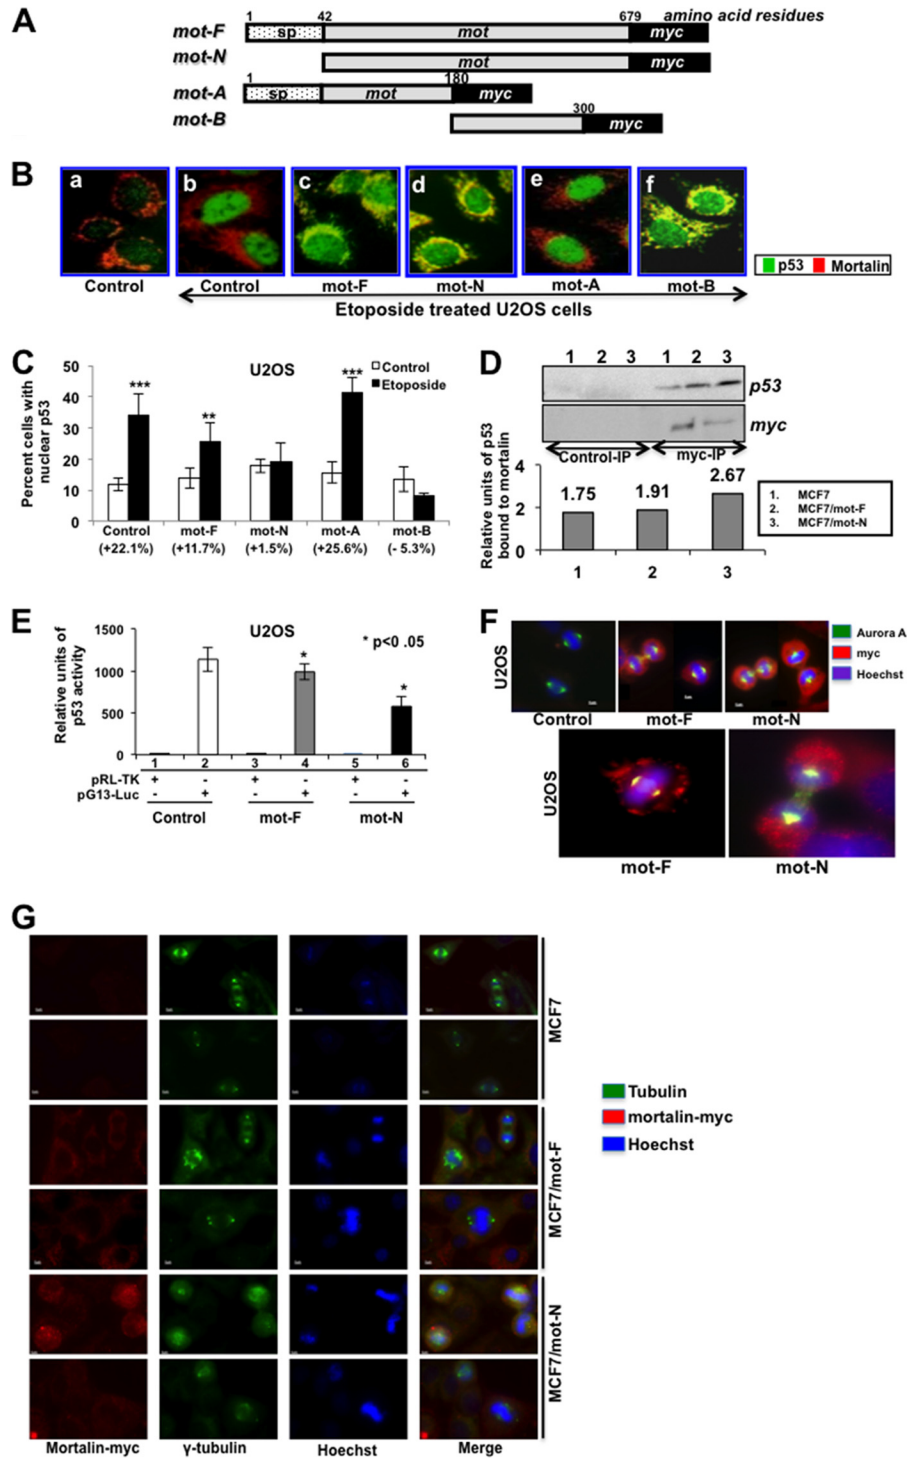 A
1 42 679 amino acid residues
mot-F sp mot myc
mot-N mot myc
1 180
mot-A sp mot myc
300
mot-B myc
B
a b c d e f
p53 Mortalin
Control Control mot-F mot-N mot-A mot-B
Etoposide treated U2OS cells
C
U2OS
Control
Etoposide
Percent cells with
nuclear p53
50
40
30
20
10
0
*** ** ***
Control mot-F mot-N mot-A mot-B
(+22.1%) (+11.7%) (+1.5%) (+25.6%) (- 5.3%)
D
1 2 3 1 2 3
p53
myc
Control-IP myc-IP
Relative units of p53
bound to mortalin
4
2
0
1.75 1.91 2.67
1 2 3
1. MCF7
2. MCF7/mot-F
3. MCF7/mot-N
E
U2OS
* p<0 .05
Relative units of
p53 activity
1500
1000
500
0
* *
1 2 3 4 5 6
pRL-TK + - + - + -
pG13-Luc - + - + - +
Control mot-F mot-N
F
U2OS
Aurora A
myc
Hoechst
Control mot-F mot-N
U2OS
mot-F mot-N
G
MCF7
MCF7/mot-F
MCF7/mot-N
Tubulin
mortalin-myc
Hoechst
Mortalin-myc γ-tubulin Hoechst Merge